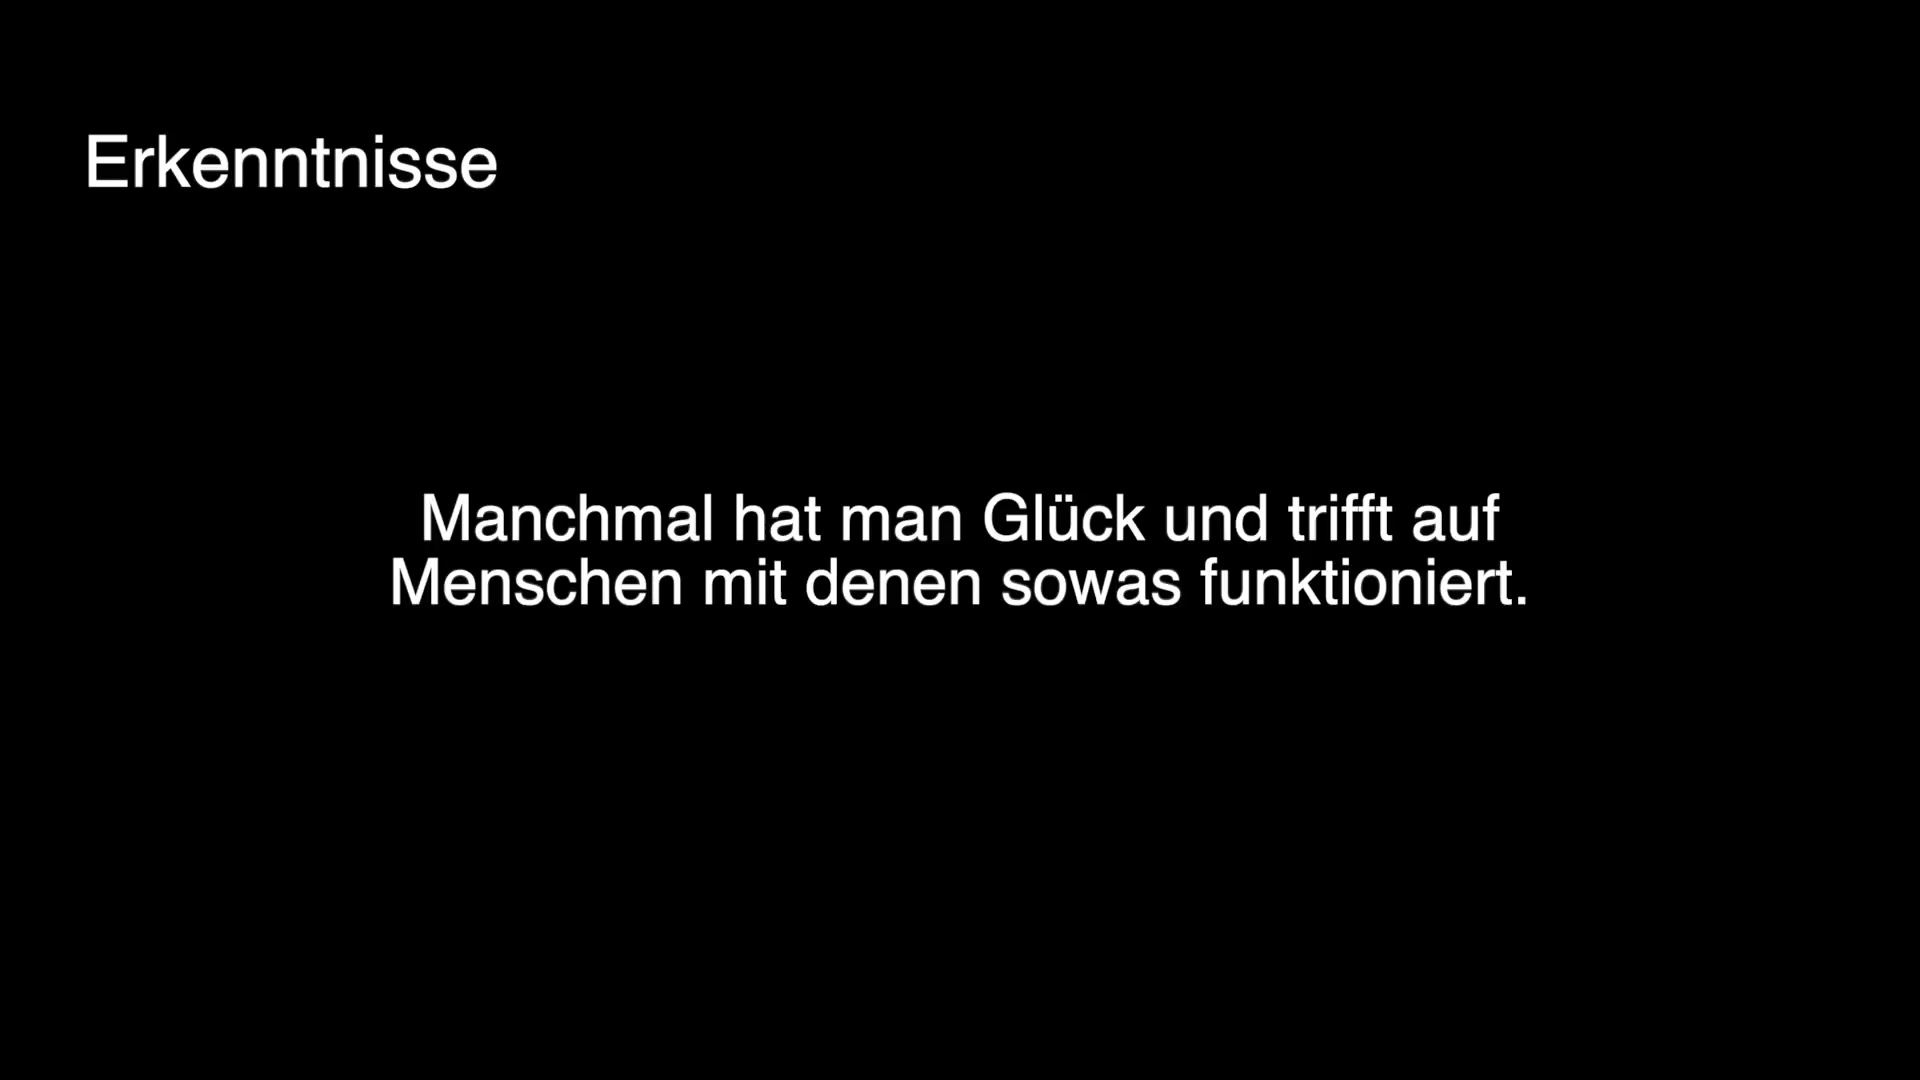 Erkenntnisse
Manchmal hat man Glück und trifft auf
Menschen mit denen sowas funktioniert.